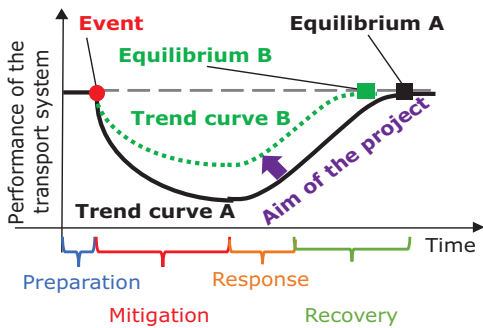 Event
Equilibrium A
Equilibrium B
Trend curve B
Aim of the project
Trend curve A
Performance of the
transport system
Time
Preparation
Mitigation
Response
Recovery